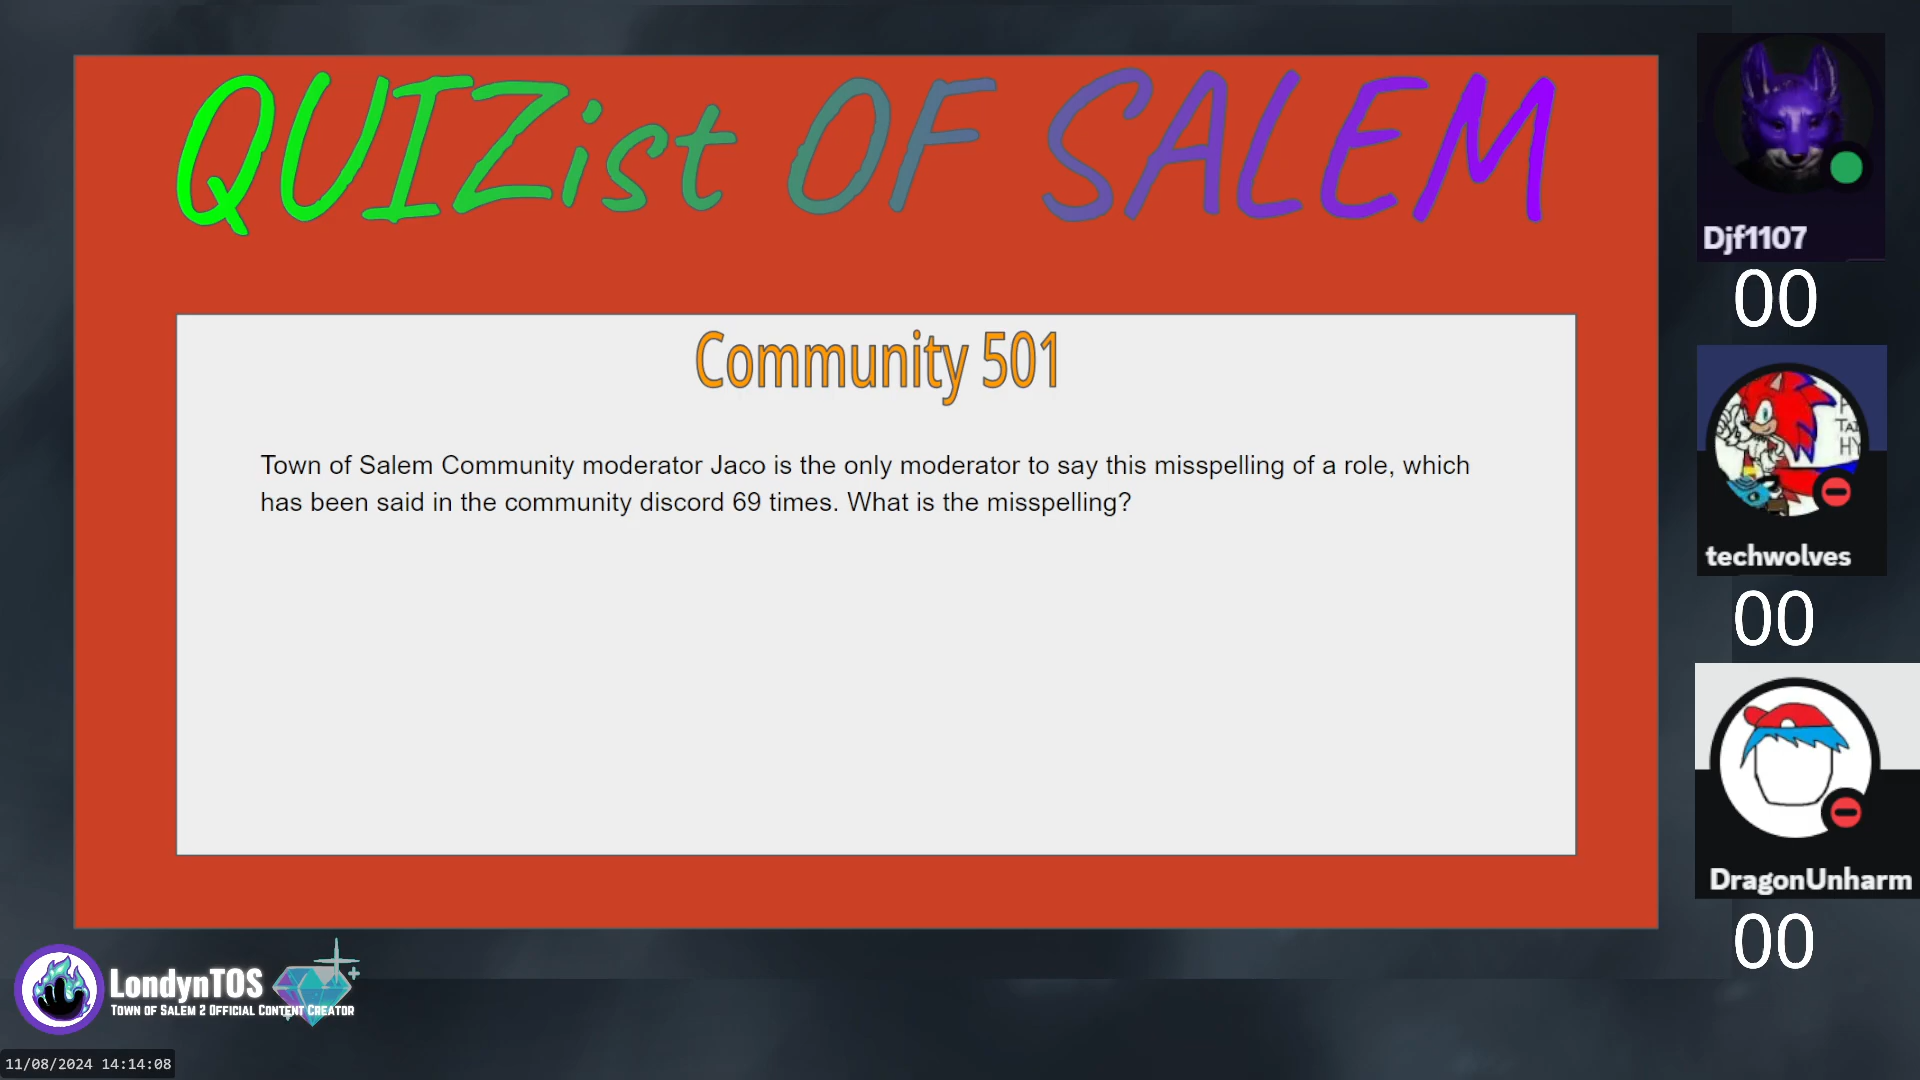 QUIZist OF SALEM
Community 501
Town of Salem Community moderator Jaco is the only moderator to say this misspelling of a role, which
has been said in the community discord 69 times. What is the misspelling?
Djf1107
00
techwolves
00
DragonUnharm
00
LondynTOS
TOWN OF SALEM 2 OFFICIAL CONTENT CREATOR
11/08/2024 14:14:08